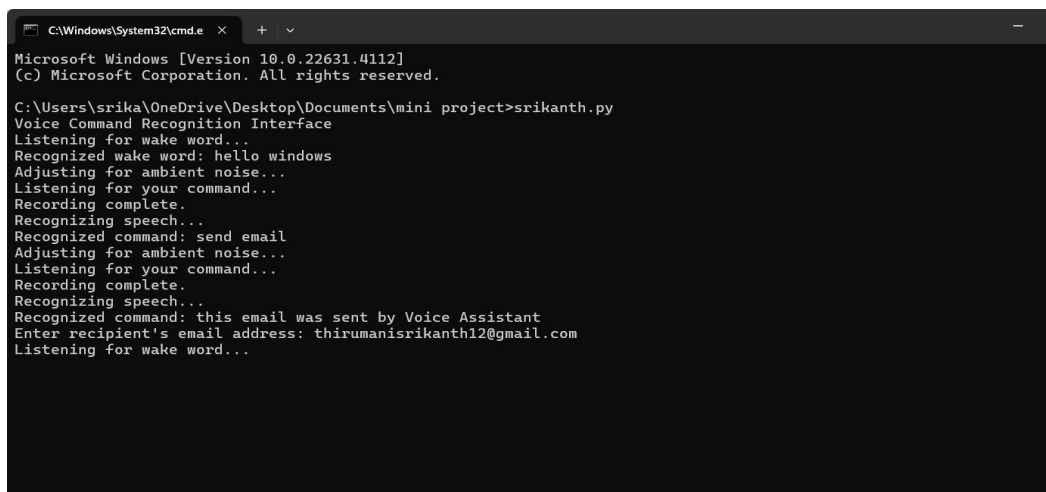 C:\Windows\System32\cmd.e
Microsoft Windows [Version 10.0.22631.4112]
(c) Microsoft Corporation. All rights reserved.
C:\Users\srika\OneDrive\Desktop\Documents\mini project>srikanth.py
Voice Command Recognition Interface
Listening for wake word...
Recognized wake word: hello windows
Adjusting for ambient noise...
Listening for your command...
Recording complete.
Recognizing speech...
Recognized command: send email
Adjusting for ambient noise...
Listening for your command...
Recording complete.
Recognizing speech...
Recognized command: this email was sent by Voice Assistant
Enter recipient's email address: thirumanisrikanth12@gmail.com
Listening for wake word...